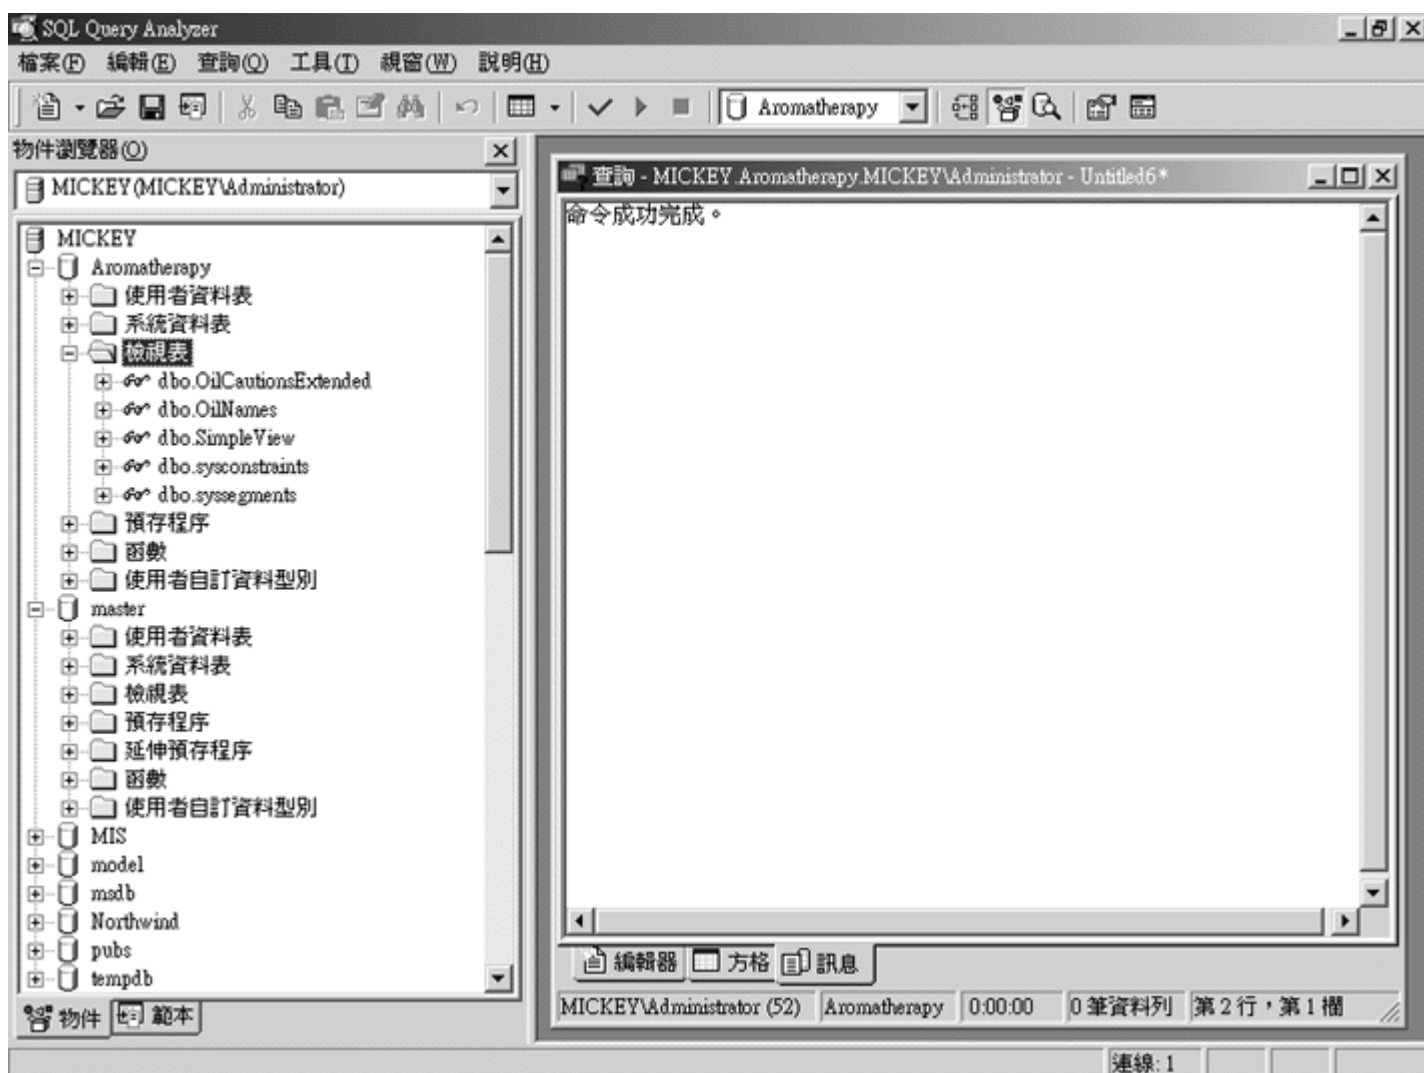 SQL Query Analyzer
檔案(F) 編輯(E) 查詢(Q) 工具(T) 視窗(W) 說明(H)
Aromatherapy
物件瀏覽器(O)
MICKEY (MICKEY\Administrator)
MICKEY
Aromatherapy
使用者資料表
系統資料表
檢視表
dbo.OilCautionsExtended
dbo.OilNames
dbo.SimpleView
dbo.sysconstraints
dbo.syssegments
預存程序
函數
使用者自訂資料型別
master
使用者資料表
系統資料表
檢視表
預存程序
延伸預存程序
函數
使用者自訂資料型別
MIS
model
msdb
Northwind
pubs
tempdb
物件 範本
查詢 - MICKEY.Aromatherapy.MICKEY\Administrator - Untitled6*
命令成功完成。
編輯器 方格 訊息
MICKEY\Administrator (52) Aromatherapy 0:00:00 0 筆資料列 第 2 行，第 1 欄
連線: 1